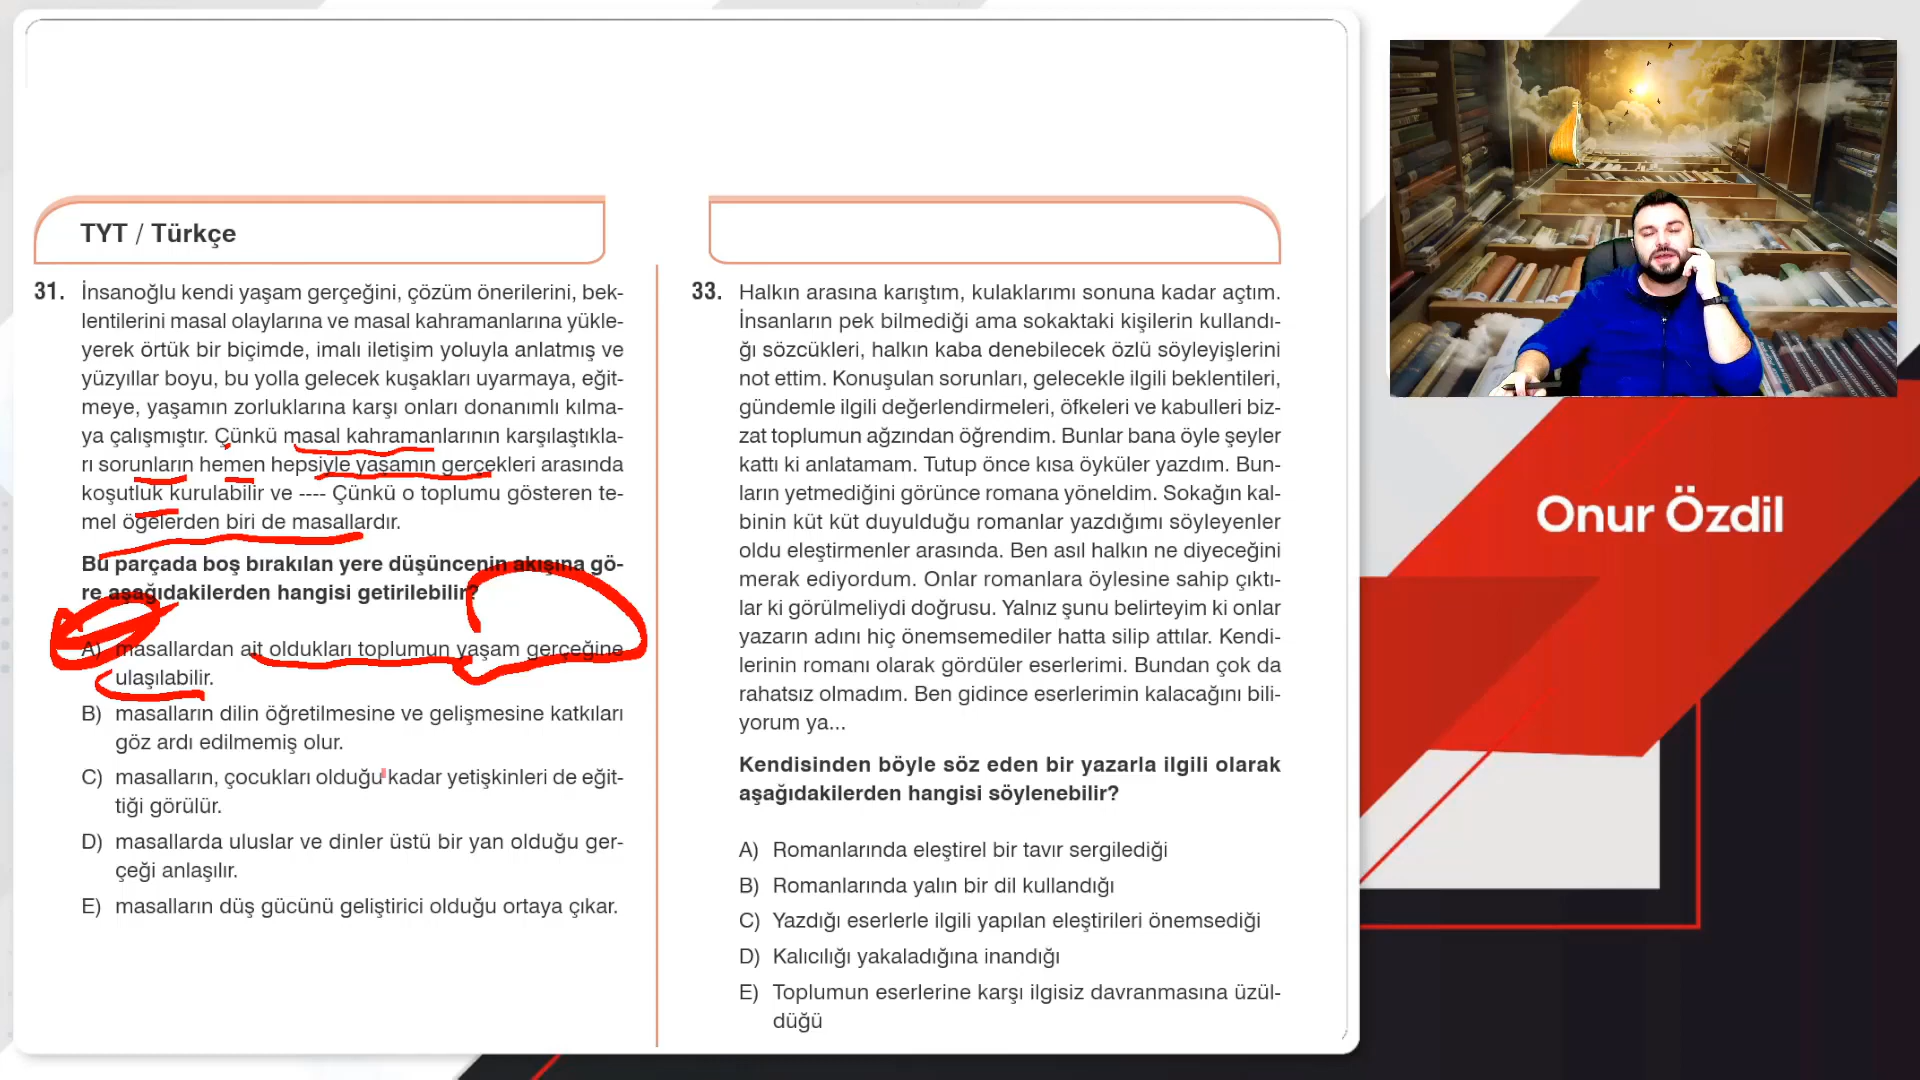 TYT / Türkçe
31. İnsanoğlu kendi yaşam gerçeğini, çözüm önerilerini, bek-
lentilerini masal olaylarına ve masal kahramanlarına yükle-
yerek örtük bir biçimde, imalı iletişim yoluyla anlatmış ve
yüzyıllar boyu, bu yolla gelecek kuşakları uyarmaya, eğit-
meye, yaşamın zorluklarına karşı onları donanımlı kılma-
ya çalışmıştır. Çünkü masal kahramanlarının karşılaştıkla-
rı sorunların hemen hepsiyle yaşamın gerçekleri arasında
koşutluk kurulabilir ve ---- Çünkü o toplumu gösteren te-
mel ögelerden biri de masallardır.
Bu parçada boş bırakılan yere düşüncenin akışına gö-
re aşağıdakilerden hangisi getirilebilir?
A) masallardan ait oldukları toplumun yaşam gerçeğine
ulaşılabilir.
B) masalların dilin öğretilmesine ve gelişmesine katkıları
göz ardı edilmemiş olur.
C) masalların, çocukları olduğu kadar yetişkinleri de eğit-
tiği görülür.
D) masallarda uluslar ve dinler üstü bir yan olduğu ger-
çeği anlaşılır.
E) masalların düş gücünü geliştirici olduğu ortaya çıkar.
33. Halkın arasına karıştım, kulaklarımı sonuna kadar açtım.
İnsanların pek bilmediği ama sokaktaki kişilerin kullandı-
ğı sözcükleri, halkın kaba denebilecek özlü söyleyişlerini
not ettim. Konuşulan sorunları, gelecekle ilgili beklentileri,
gündemle ilgili değerlendirmeleri, öfkeleri ve kabulleri biz-
zat toplumun ağzından öğrendim. Bunlar bana öyle şeyler
kattı ki anlatamam. Tutup önce kısa öyküler yazdım. Bun-
ların yetmediğini görünce romana yöneldim. Sokağın kal-
binin küt küt duyulduğu romanlar yazdığımı söyleyenler
oldu eleştirmenler arasında. Ben asıl halkın ne diyeceğini
merak ediyordum. Onlar romanlara öylesine sahip çıktı-
lar ki görülmeliydi doğrusu. Yalnız şunu belirteyim ki onlar
yazarın adını hiç önemsemediler hatta silip attılar. Kendi-
lerinin romanı olarak gördüler eserlerimi. Bundan çok da
rahatsız olmadım. Ben gidince eserlerimin kalacağını bili-
yorum ya...
Kendisinden böyle söz eden bir yazarla ilgili olarak
aşağıdakilerden hangisi söylenebilir?
A) Romanlarında eleştirel bir tavır sergilediği
B) Romanlarında yalın bir dil kullandığı
C) Yazdığı eserlerle ilgili yapılan eleştirileri önemsediği
D) Kalıcılığı yakaladığına inandığı
E) Toplumun eserlerine karşı ilgisiz davranmasına üzül-
düğü
Onur Özdil